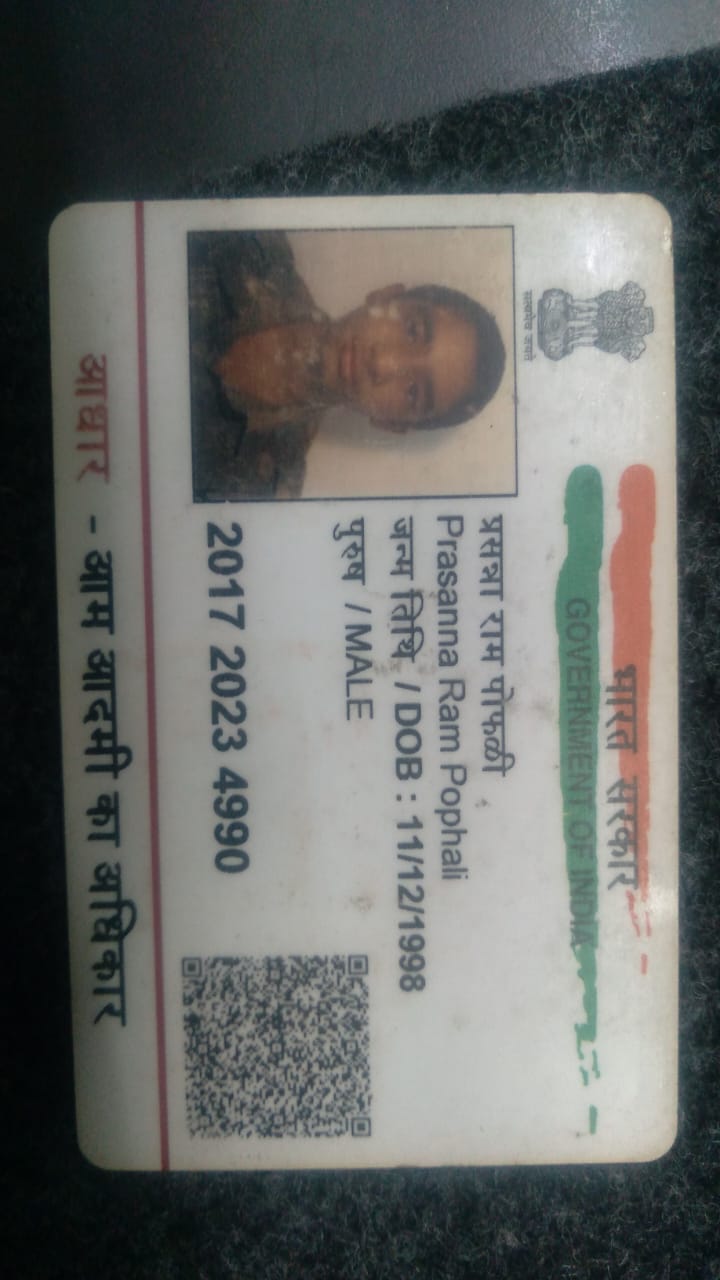 भारत सरकार
GOVERNMENT OF INDIA
सत्यमेव जयते
प्रसन्ना राम पोफळी
Prasanna Ram Pophali
जन्म तिथि / DOB : 11/12/1998
पुरुष / MALE
2017 2023 4990
आधार - आम आदमी का अधिकार